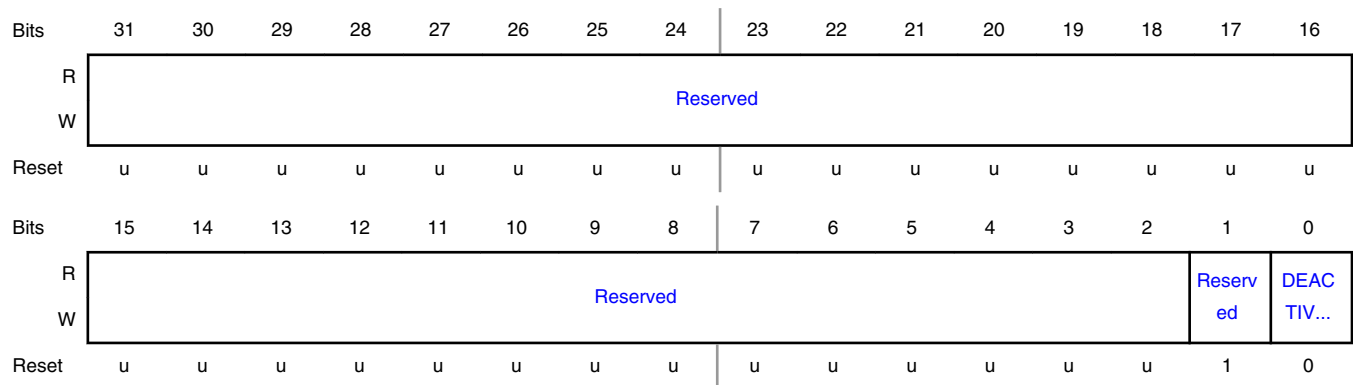 Bits 31 30 29 28 27 26 25 24 23 22 21 20 19 18 17 16
R
Reserved
W
Reset u u u u u u u u u u u u u u u u
Bits 15 14 13 12 11 10 9 8 7 6 5 4 3 2 1 0
R
Reserved
Reserv
ed
DEAC
TIV...
W
Reset u u u u u u u u u u u u u u 1 0